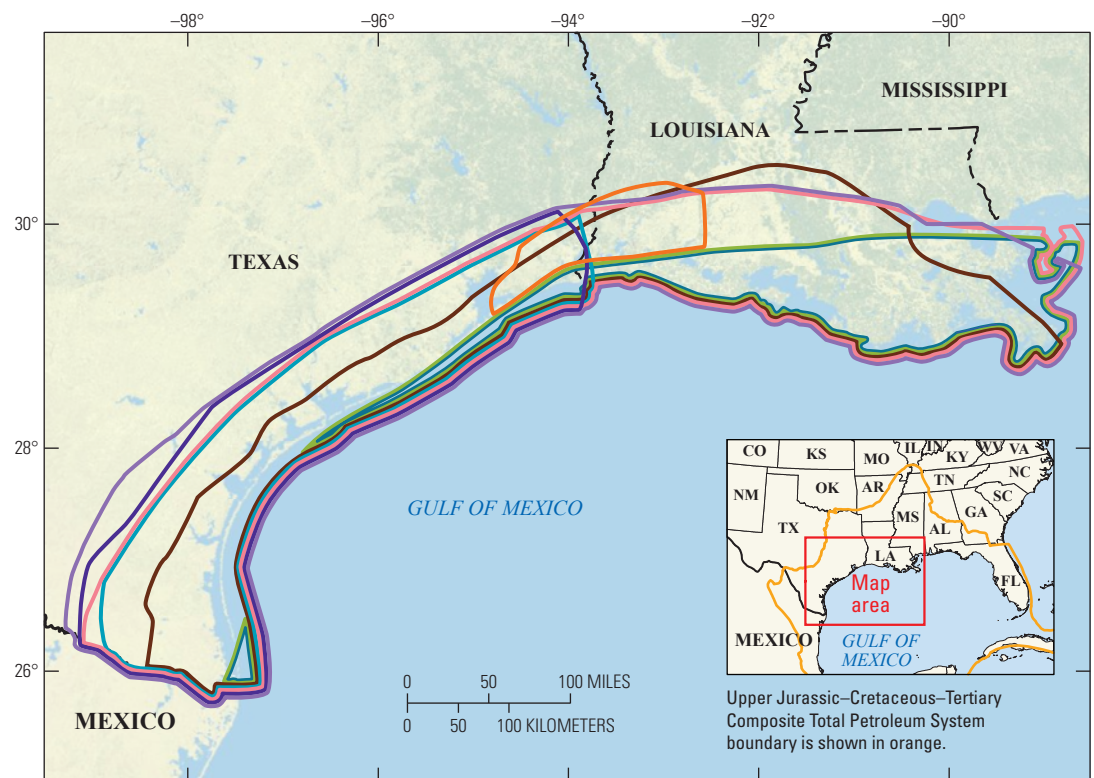 –98° –96° –94° –92° –90°
MISSISSIPPI
LOUISIANA
30°
TEXAS
28°
GULF OF MEXICO
26°
MEXICO
0 50 100 MILES
0 50 100 KILOMETERS
CO KS MO IL IN KY WV VA
NM OK AR TN NC
TX MS AL GA SC
LA FL
Map
area
MEXICO
GULF OF
MEXICO
Upper Jurassic–Cretaceous–Tertiary
Composite Total Petroleum System
boundary is shown in orange.